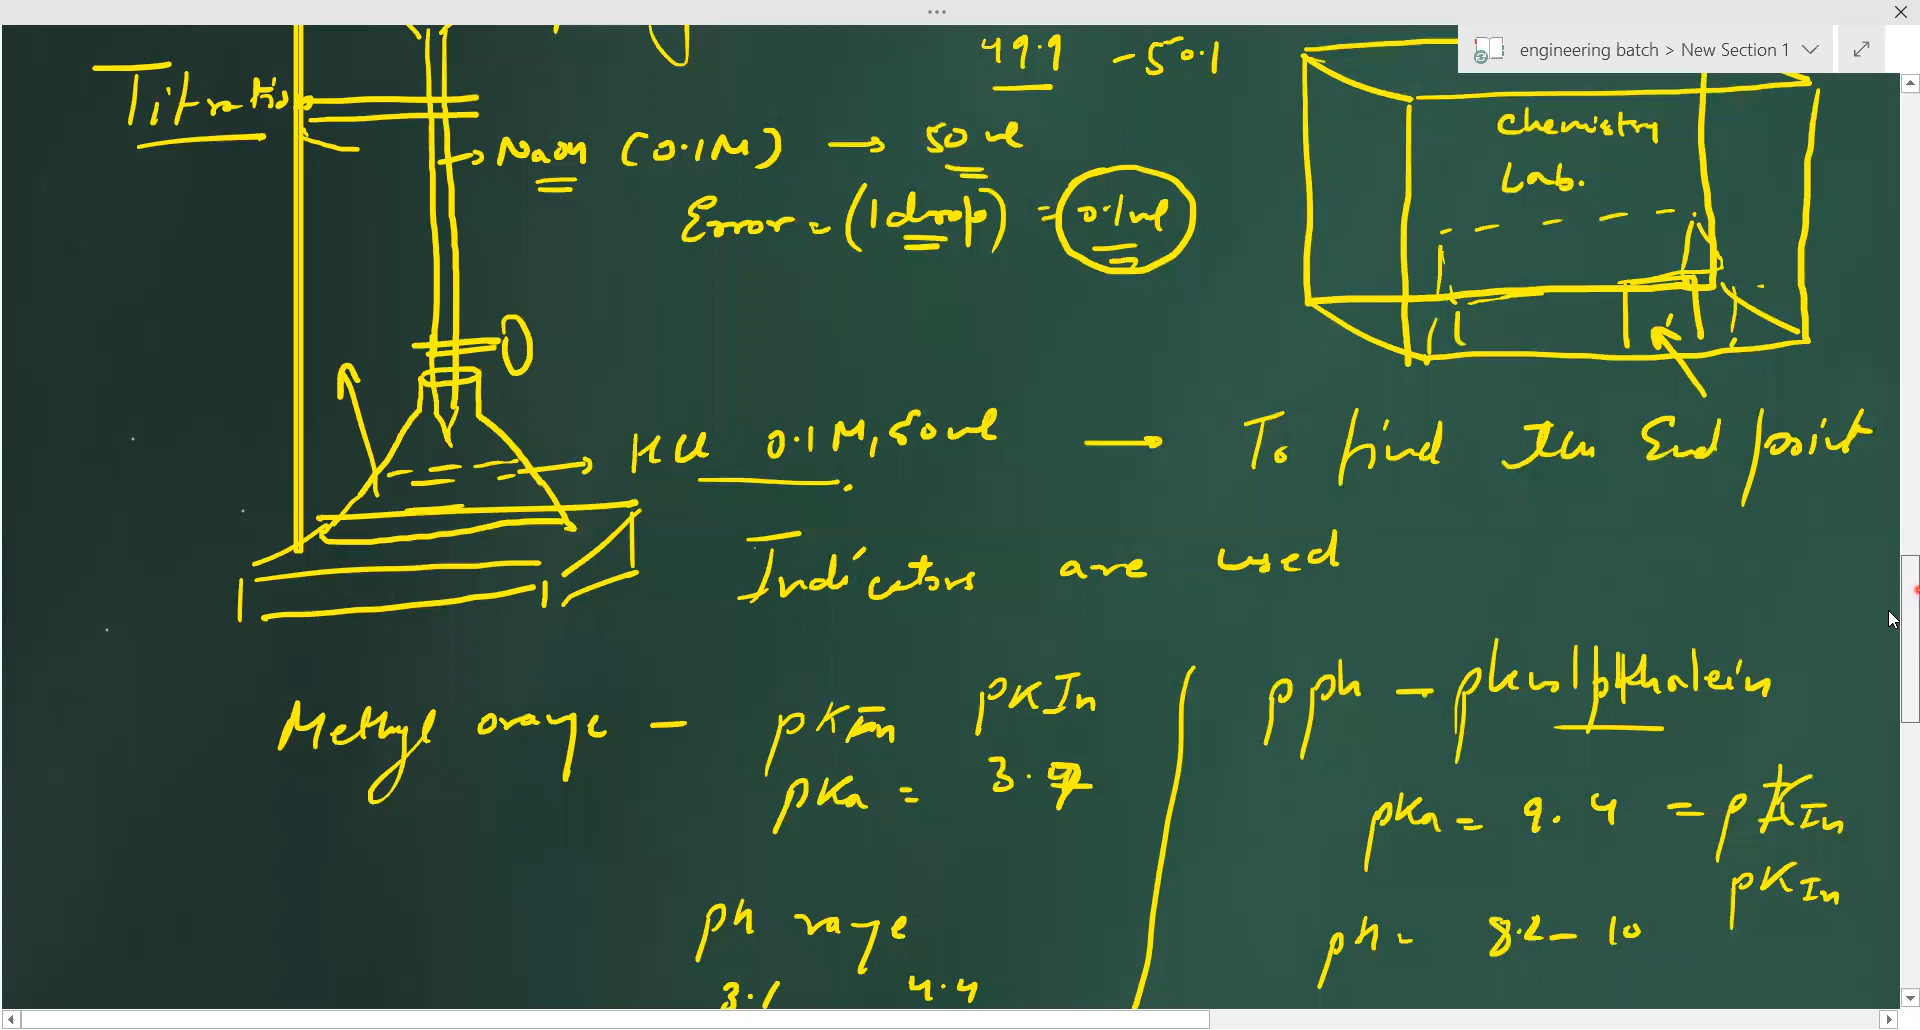 engineering batch > New Section 1
Titration
49.9 - 50.1
NaOH (0.1M) → 50 ml
Error = (1 drop) = 0.1 ml
Chemistry
Lab.
HCl 0.1 M, 50 ml → To find the End point
Indicators are used
Methyl orange - pKIn pKIn
pKa = 3.7
pH range
3.1 4.4
pph - phenolphthalein
pKa = 9.4 = pKIn
pKIn
pH = 8.2 - 10